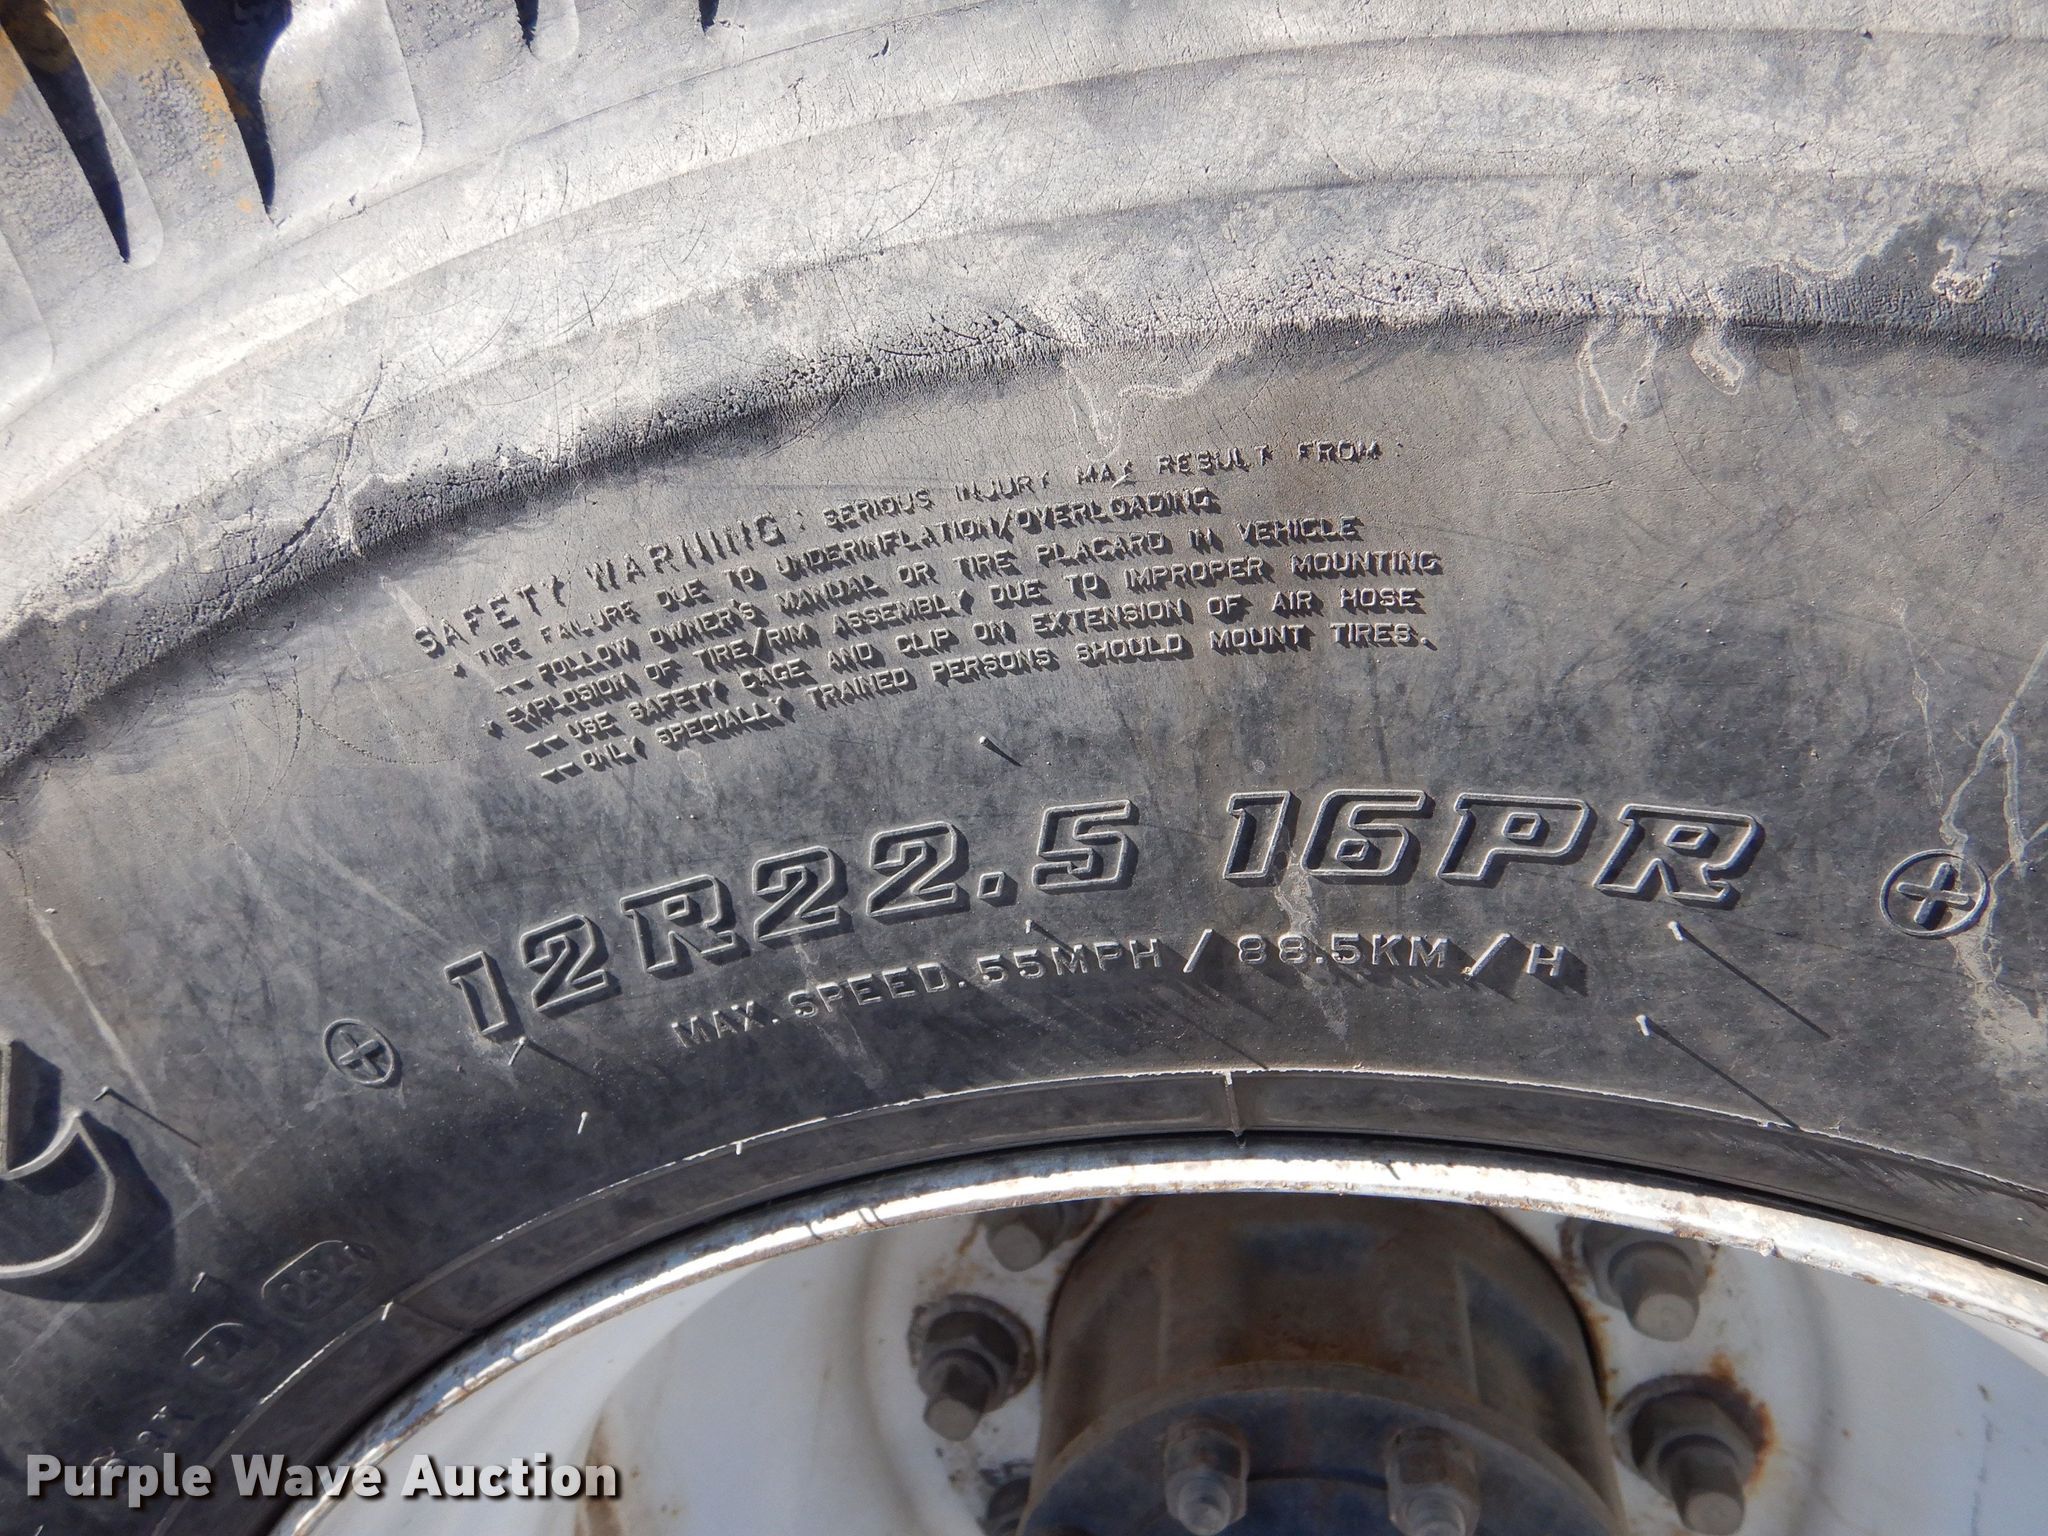 SAFETY WARNING: SERIOUS INJURY MAY RESULT FROM:
TIRE FAILURE DUE TO UNDERINFLATION/OVERLOADING
-- FOLLOW OWNER'S MANUAL OR TIRE PLACARD IN VEHICLE
EXPLOSION OF TIRE/RIM ASSEMBLY DUE TO IMPROPER MOUNTING
-- USE SAFETY CAGE AND CLIP ON EXTENSION OF AIR HOSE
-- ONLY SPECIALLY TRAINED PERSONS SHOULD MOUNT TIRES.
12R22.5 16PR
MAX. SPEED. 55MPH/88.5KM/H
Purple Wave Auction